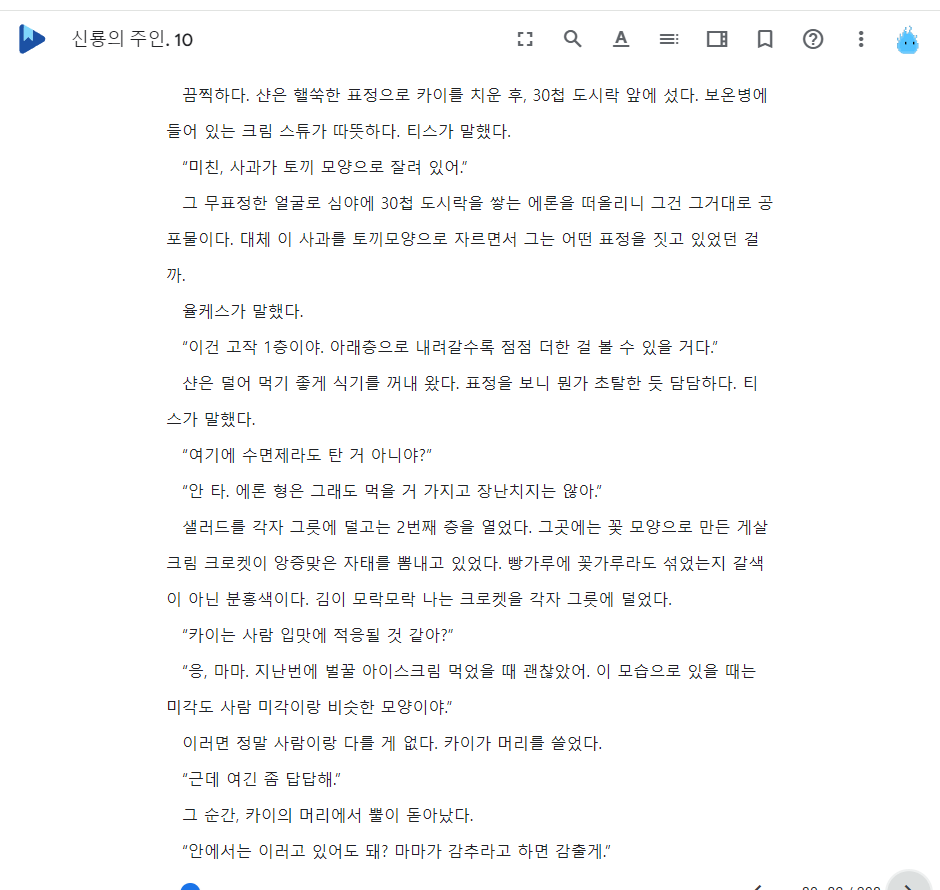 신룡의 주인. 10
끔찍하다. 샨은 핼쑥한 표정으로 카이를 치운 후, 30첩 도시락 앞에 섰다. 보온병에
들어 있는 크림 스튜가 따뜻하다. 티스가 말했다.
“미친, 사과가 토끼 모양으로 잘려 있어.”
그 무표정한 얼굴로 심야에 30첩 도시락을 쌓는 에론을 떠올리니 그건 그거대로 공
포물이다. 대체 이 사과를 토끼모양으로 자르면서 그는 어떤 표정을 짓고 있었던 걸
까.
율케스가 말했다.
“이건 고작 1층이야. 아래층으로 내려갈수록 점점 더한 걸 볼 수 있을 거다.”
샨은 덜어 먹기 좋게 식기를 꺼내 왔다. 표정을 보니 뭔가 초탈한 듯 담담하다. 티
스가 말했다.
“여기에 수면제라도 탄 거 아니야?”
“안 타. 에론 형은 그래도 먹을 거 가지고 장난치지는 않아.”
샐러드를 각자 그릇에 덜고는 2번째 층을 열었다. 그곳에는 꽃 모양으로 만든 게살
크림 크로켓이 앙증맞은 자태를 뽐내고 있었다. 빵가루에 꽃가루라도 섞었는지 갈색
이 아닌 분홍색이다. 김이 모락모락 나는 크로켓을 각자 그릇에 덜었다.
“카이는 사람 입맛에 적응될 것 같아?”
“응, 마마. 지난번에 벌꿀 아이스크림 먹었을 때 괜찮았어. 이 모습으로 있을 때는
미각도 사람 미각이랑 비슷한 모양이야.”
이러면 정말 사람이랑 다를 게 없다. 카이가 머리를 쓸었다.
“근데 여긴 좀 답답해.”
그 순간, 카이의 머리에서 뿔이 돋아났다.
“안에서는 이러고 있어도 돼? 마마가 감추라고 하면 감출게.”